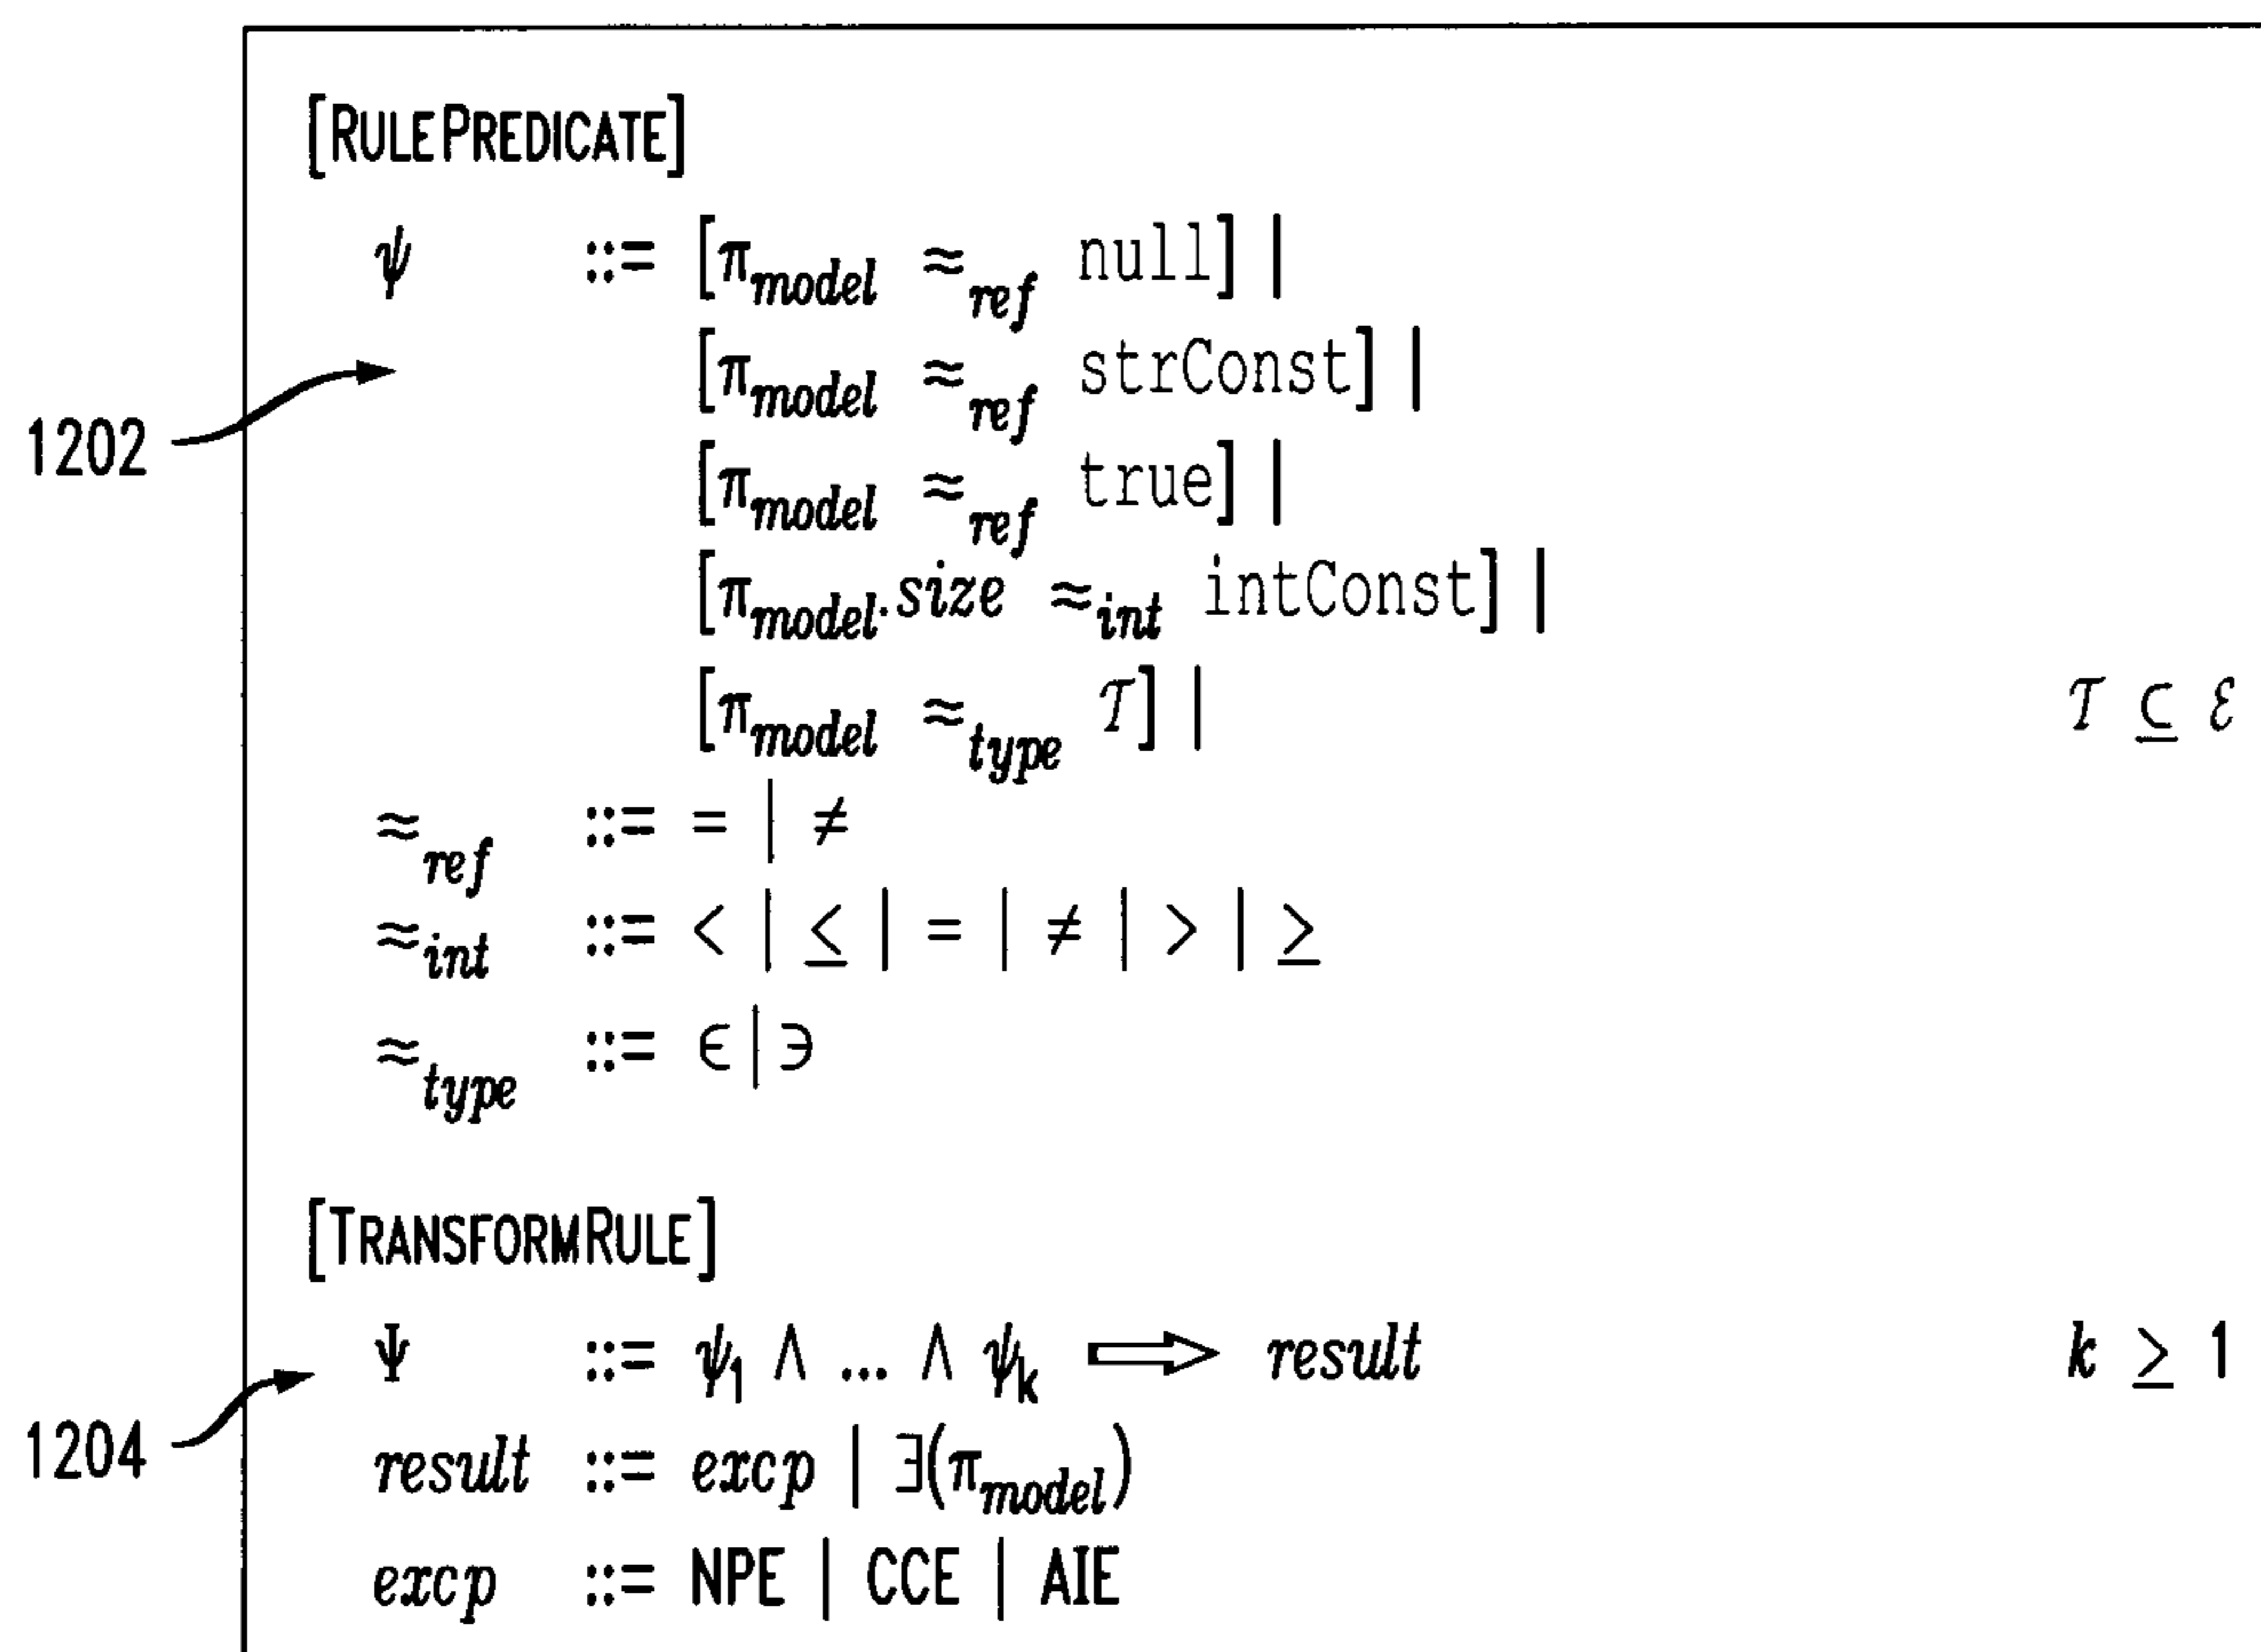 [RULEPREDICATE]
ψ ::= [π_model ≈_ref null] |
[π_model ≈_ref strConst] |
1202
[π_model ≈_ref true] |
[π_model.size ≈_int intConst] |
[π_model ≈_type 𝒯] | 𝒯 ⊆ ℰ
≈_ref ::= = | ≠
≈_int ::= < | ≤ | = | ≠ | > | ≥
≈_type ::= ∈ | ∋
[TRANSFORMRULE]
Ψ ::= ψ₁ ∧ ... ∧ ψ_k ⟹ result k ≥ 1
1204
result ::= excp | ∃(π_model)
excp ::= NPE | CCE | AIE